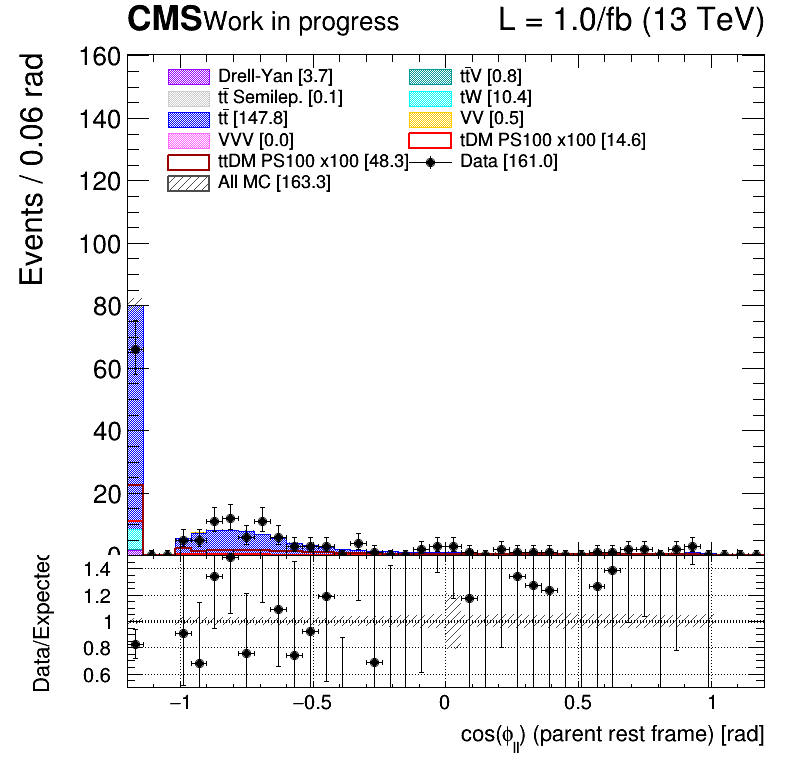 CMS Work in progress L = 1.0/fb (13 TeV)
Events / 0.06 rad
160
140
120
100
80
60
40
20
0
Drell-Yan [3.7]
tt̄ Semilep. [0.1]
tt̄ [147.8]
VVV [0.0]
ttDM PS100 x100 [48.3]
All MC [163.3]
tt̄V [0.8]
tW [10.4]
VV [0.5]
tDM PS100 x100 [14.6]
Data [161.0]
Data/Expected
1.4
1.2
1
0.8
0.6
−1 −0.5 0 0.5 1
cos(ϕll) (parent rest frame) [rad]